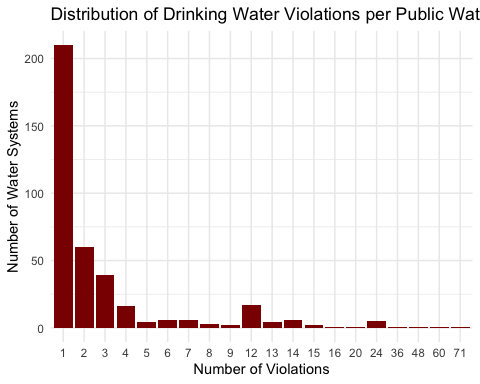 Distribution of Drinking Water Violations per Public Wat
Number of Water Systems
200
150
100
50
0
1 2 3 4 5 6 7 8 9 12 13 14 15 16 20 24 36 48 60 71
Number of Violations